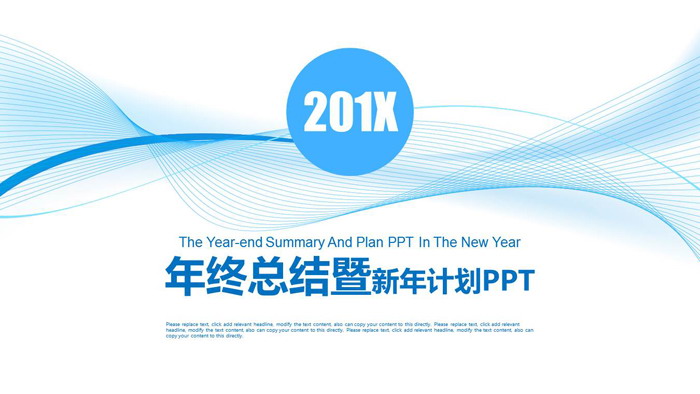 201X
The Year-end Summary And Plan PPT In The New Year
年终总结暨新年计划PPT
Please replace text, click add relevant headline, modify the text content, also can copy your content to this directly. Please replace text, click add relevant
headline, modify the text content, also can copy your content to this directly. Please replace text, click add relevant headline, modify the text content, also can
copy your content to this directly.